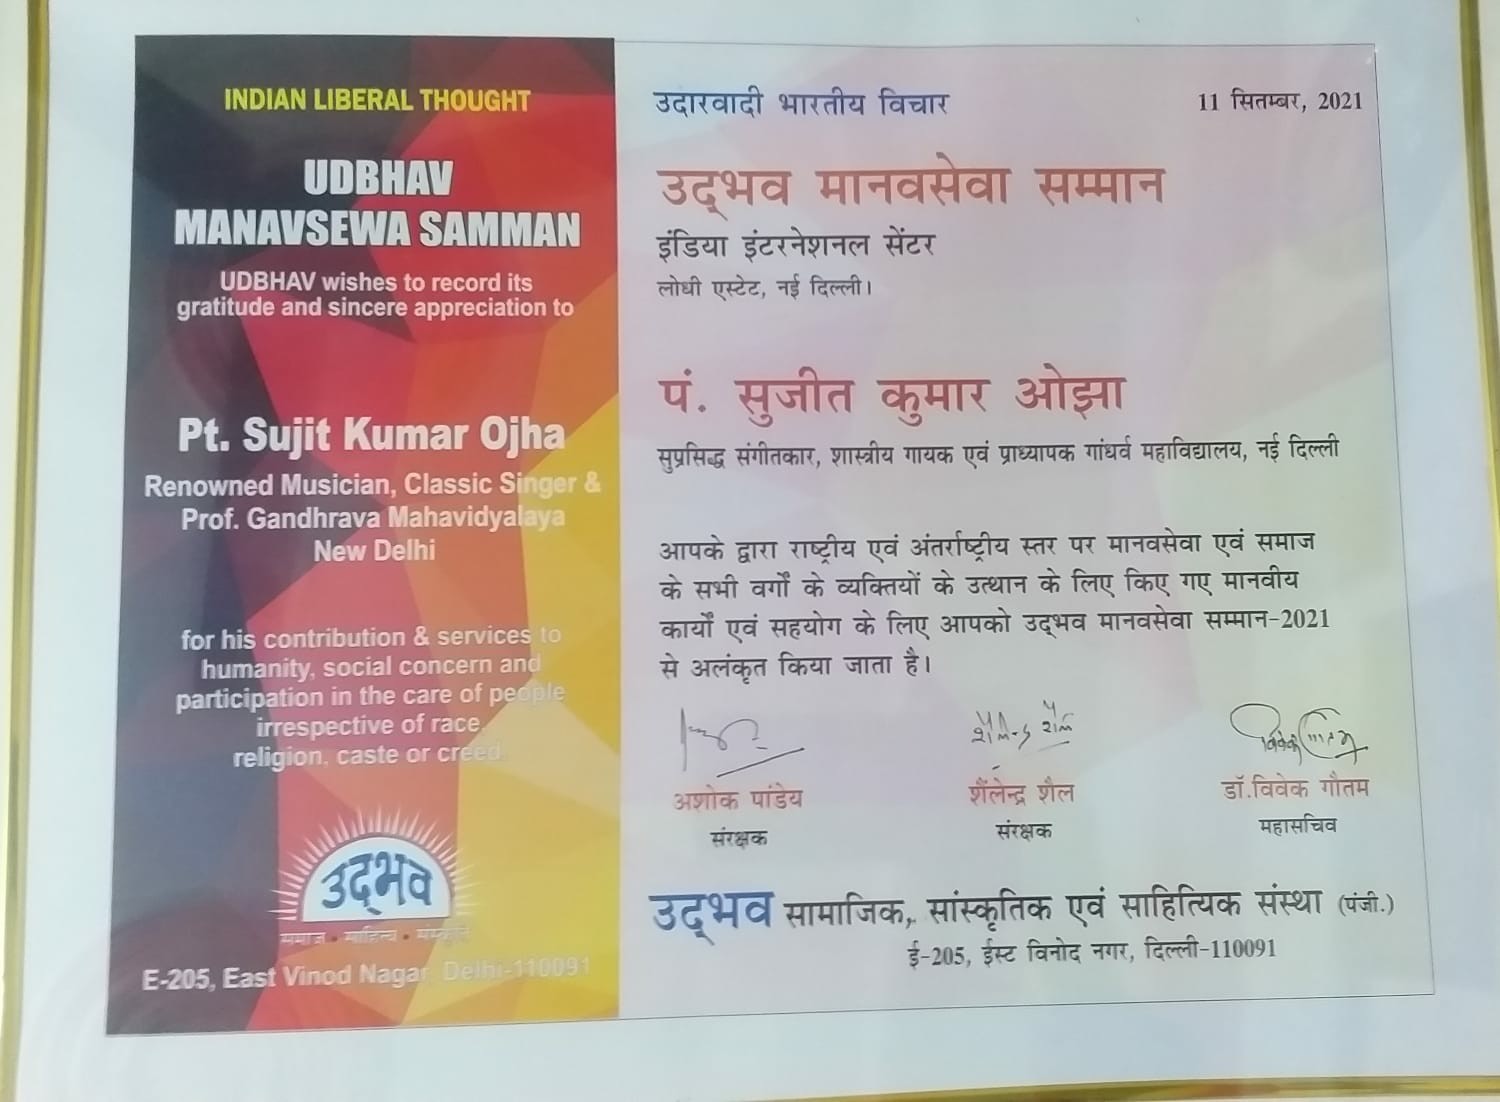 INDIAN LIBERAL THOUGHT
UDBHAV
MANAVSEWA SAMMAN
UDBHAV wishes to record its
gratitude and sincere appreciation to
Pt. Sujit Kumar Ojha
Renowned Musician, Classic Singer &
Prof. Gandhrava Mahavidyalaya
New Delhi
for his contribution & services to
humanity, social concern and
participation in the care of people
irrespective of race,
religion, caste or creed.
उद्भव
समाज • साहित्य • संस्कृति
E-205, East Vinod Nagar, Delhi-110091
उदारवादी भारतीय विचार
11 सितम्बर, 2021
उद्भव मानवसेवा सम्मान
इंडिया इंटरनेशनल सेंटर
लोधी एस्टेट, नई दिल्ली।
पं. सुजीत कुमार ओझा
सुप्रसिद्ध संगीतकार, शास्त्रीय गायक एवं प्राध्यापक गांधर्व महाविद्यालय, नई दिल्ली
आपके द्वारा राष्ट्रीय एवं अंतर्राष्ट्रीय स्तर पर मानवसेवा एवं समाज
के सभी वर्गों के व्यक्तियों के उत्थान के लिए किए गए मानवीय
कार्यों एवं सहयोग के लिए आपको उद्भव मानवसेवा सम्मान-2021
से अलंकृत किया जाता है।
अशोक पांडेय
संरक्षक
शैंलेन्द्र शैल
संरक्षक
डॉ.विवेक गौतम
महासचिव
उद्भव सामाजिक, सांस्कृतिक एवं साहित्यिक संस्था (पंजी.)
ई-205, ईस्ट विनोद नगर, दिल्ली-110091